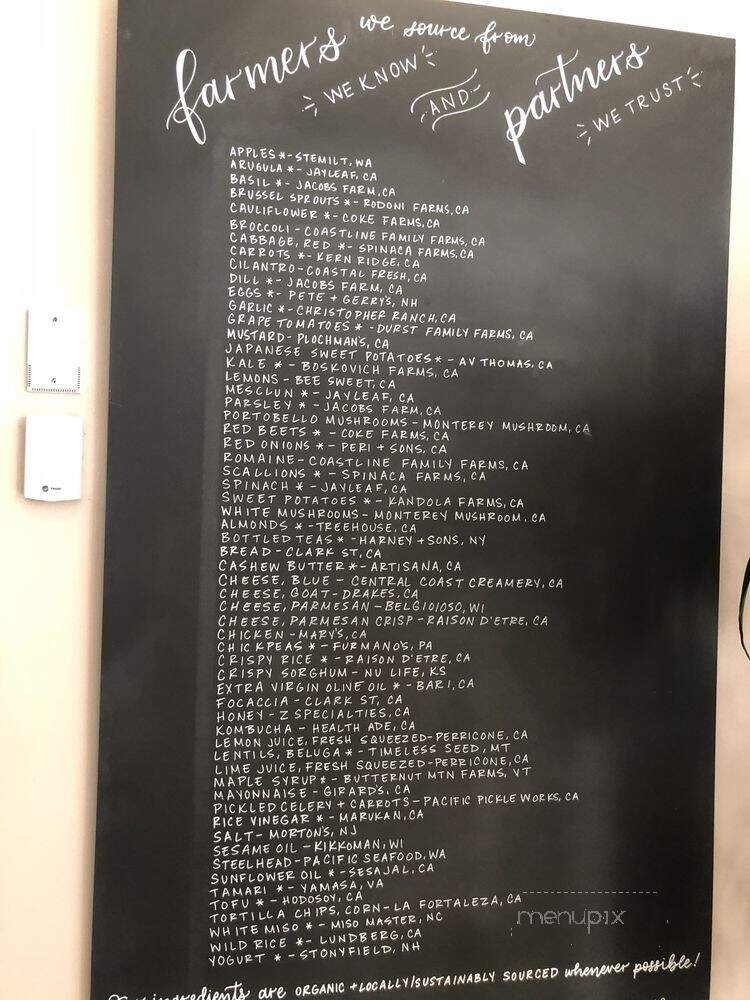 we source from
farmers WE KNOW
AND
partners WE TRUST
APPLES * - STEMILT, WA
ARUGULA * - JAYLEAF, CA
BASIL * - JACOBS FARM, CA
BRUSSEL SPROUTS * - RODONI FARMS, CA
CAULIFLOWER * - COKE FARMS, CA
BROCCOLI - COASTLINE FAMILY FARMS, CA
CABBAGE, RED * - SPINACA FARMS, CA
CARROTS * - KERN RIDGE, CA
CILANTRO - COASTAL FRESH, CA
DILL * - JACOBS FARM, CA
EGGS * - PETE + GERRY'S, NH
GARLIC * - CHRISTOPHER RANCH, CA
GRAPE TOMATOES * - DURST FAMILY FARMS, CA
MUSTARD - PLOCHMAN'S, CA
JAPANESE SWEET POTATOES * - AV THOMAS, CA
KALE * - BOSKOVICH FARMS, CA
LEMONS - BEE SWEET, CA
MESCLUN * - JAYLEAF, CA
PARSLEY * - JACOBS FARM, CA
PORTOBELLO MUSHROOMS - MONTEREY MUSHROOM, CA
RED BEETS * - COKE FARMS, CA
RED ONIONS * - PERI + SONS, CA
ROMAINE - COASTLINE FAMILY FARMS, CA
SCALLIONS * - SPINACA FARMS, CA
SPINACH * - JAYLEAF, CA
SWEET POTATOES * - KANDOLA FARMS, CA
WHITE MUSHROOMS - MONTEREY MUSHROOM, CA
ALMONDS * - TREEHOUSE, CA
BOTTLED TEAS * - HARNEY + SONS, NY
BREAD - CLARK ST, CA
CASHEW BUTTER * - ARTISANA, CA
CHEESE, BLUE - CENTRAL COAST CREAMERY, CA
CHEESE, GOAT - DRAKES, CA
CHEESE, PARMESAN - BELGIOIOSO, WI
CHEESE, PARMESAN CRISP - RAISON D'ETRE, CA
CHICKEN - MARY'S, CA
CHICKPEAS * - FURMANO'S, PA
CRISPY RICE * - RAISON D'ETRE, CA
CRISPY SORGHUM - NU LIFE, KS
EXTRA VIRGIN OLIVE OIL * - BARI, CA
FOCACCIA - CLARK ST, CA
HONEY - Z SPECIALTIES, CA
KOMBUCHA - HEALTH ADE, CA
LEMON JUICE, FRESH SQUEEZED - PERRICONE, CA
LENTILS, BELUGA * - TIMELESS SEED, MT
LIME JUICE, FRESH SQUEEZED - PERRICONE, CA
MAPLE SYRUP * - BUTTERNUT MTN FARMS, VT
MAYONNAISE - GIRARD'S, CA
PICKLED CELERY + CARROTS - PACIFIC PICKLE WORKS, CA
RICE VINEGAR * - MARUKAN, CA
SALT - MORTON'S, NJ
SESAME OIL - KIKKOMAN, WI
STEELHEAD - PACIFIC SEAFOOD, WA
SUNFLOWER OIL * - SESAJAL, CA
TAMARI * - YAMASA, VA
TOFU * - HODOSOY, CA
TORTILLA CHIPS, CORN - LA FORTALEZA, CA
WHITE MISO * - MISO MASTER, NC
WILD RICE * - LUNDBERG, CA
YOGURT * - STONYFIELD, NH
menupix
ingredients are ORGANIC + LOCALLY/SUSTAINABLY SOURCED whenever possible!